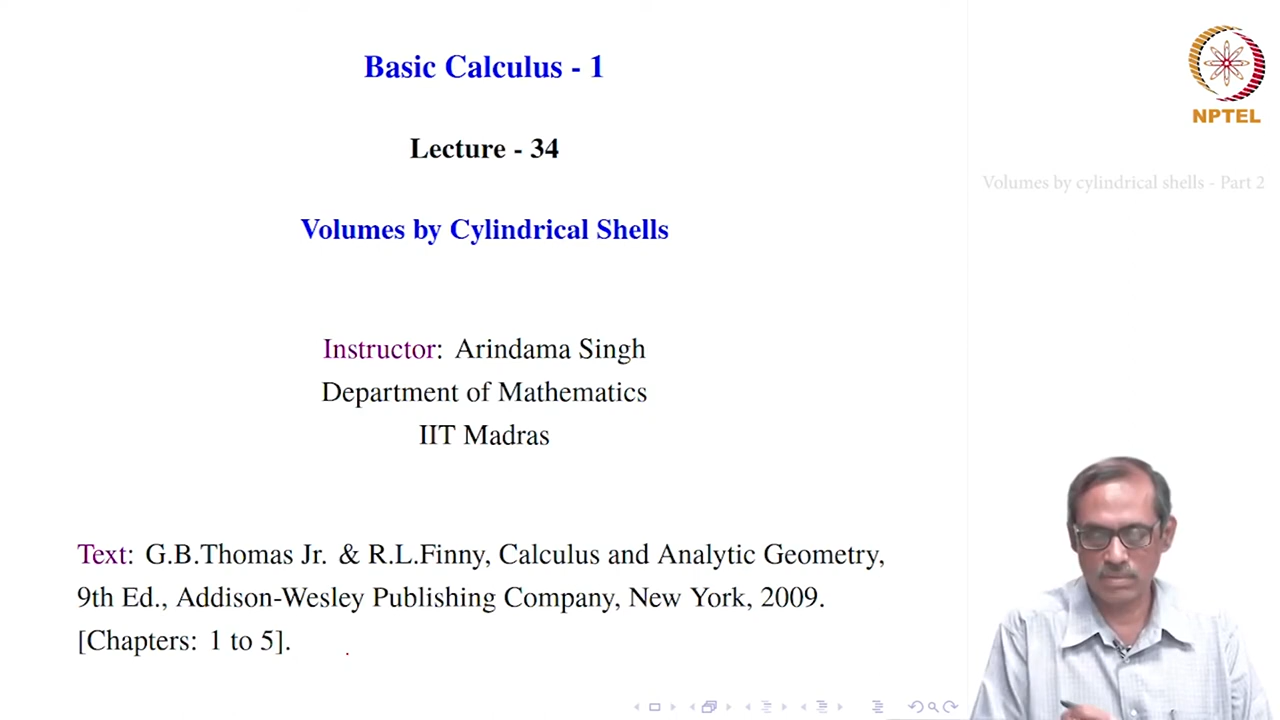 Basic Calculus - 1
Lecture - 34
Volumes by Cylindrical Shells
Instructor: Arindama Singh
Department of Mathematics
IIT Madras
Text: G.B.Thomas Jr. & R.L.Finny, Calculus and Analytic Geometry,
9th Ed., Addison-Wesley Publishing Company, New York, 2009.
[Chapters: 1 to 5].
NPTEL
Volumes by cylindrical shells - Part 2